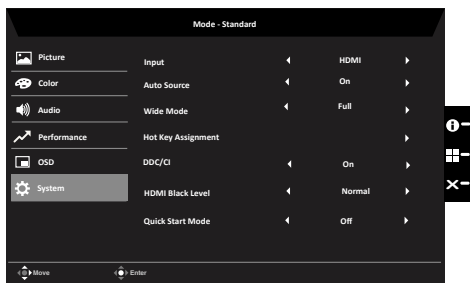 Mode - Standard
Picture
Color
Audio
Performance
OSD
System
Input HDMI
Auto Source On
Wide Mode Full
Hot Key Assignment
DDC/CI On
HDMI Black Level Normal
Quick Start Mode Off
Move Enter